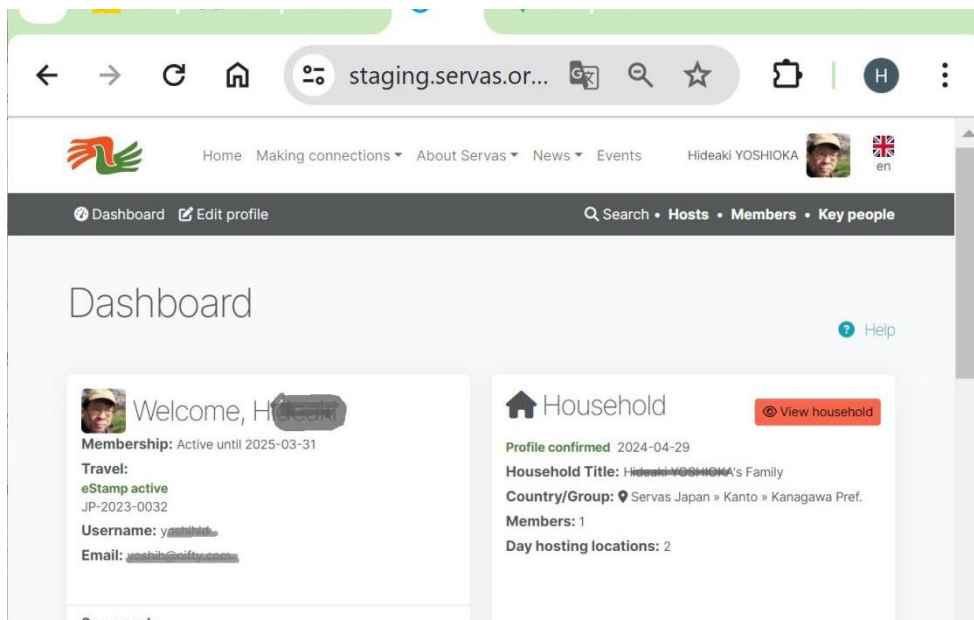 staging.servas.or...
H
Home Making connections About Servas News Events Hideaki YOSHIOKA
en
Dashboard Edit profile Search • Hosts • Members • Key people
Dashboard
? Help
Welcome, H
Membership: Active until 2025-03-31
Travel:
eStamp active
JP-2023-0032
Username:
Email:
Household
View household
Profile confirmed 2024-04-29
Household Title: 's Family
Country/Group: Servas Japan » Kanto » Kanagawa Pref.
Members: 1
Day hosting locations: 2